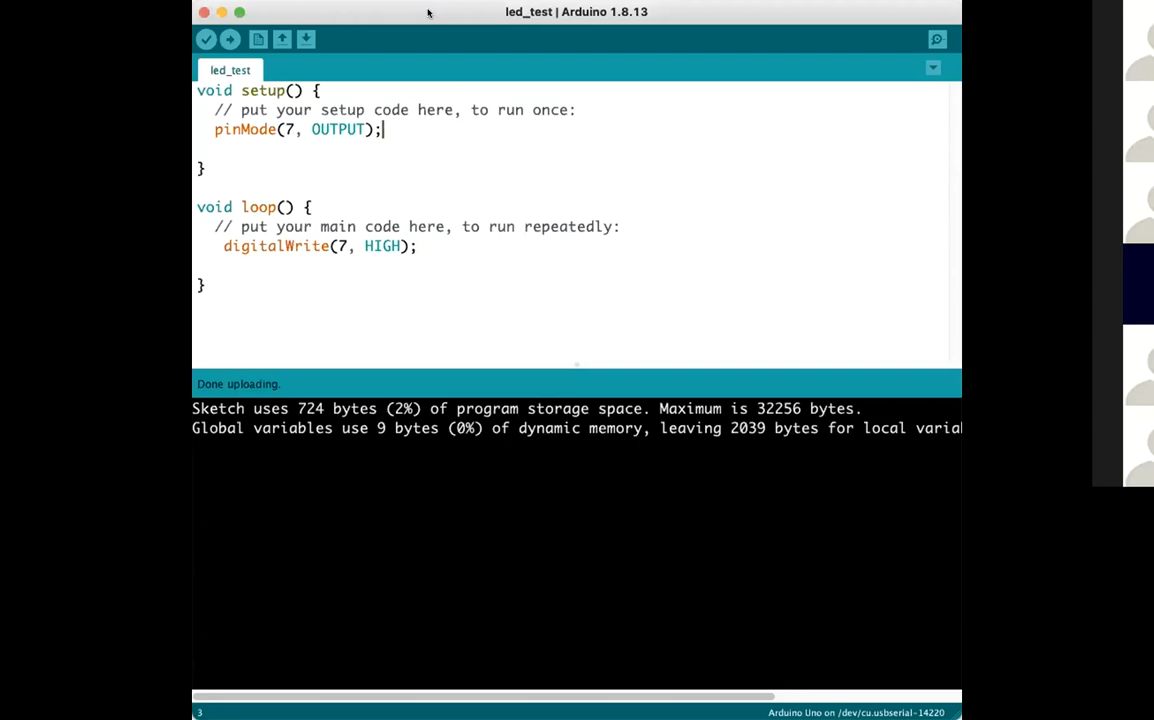 led_test | Arduino 1.8.13
led_test
void setup() {
// put your setup code here, to run once:
pinMode(7, OUTPUT);
}
void loop() {
// put your main code here, to run repeatedly:
digitalWrite(7, HIGH);
}
Done uploading.
Sketch uses 724 bytes (2%) of program storage space. Maximum is 32256 bytes.
Global variables use 9 bytes (0%) of dynamic memory, leaving 2039 bytes for local varia
3
Arduino Uno on /dev/cu.usbserial-14220